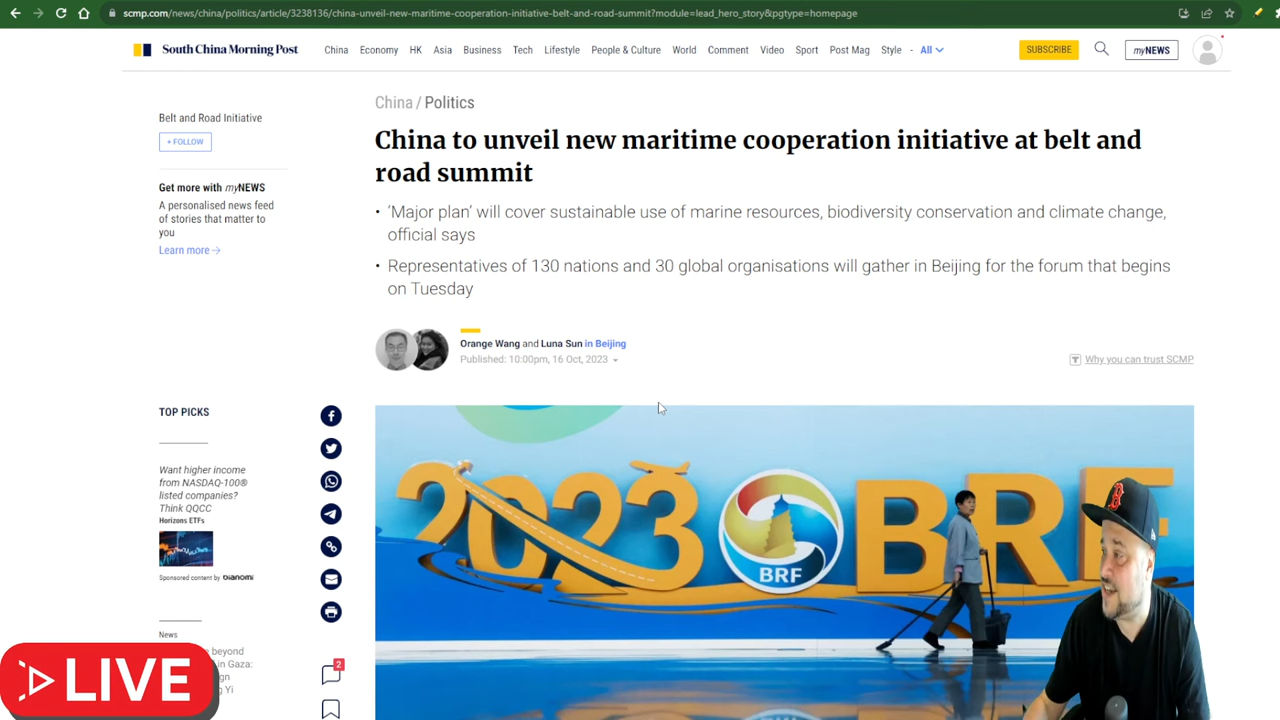 scmp.com/news/china/politics/article/3238136/china-unveil-new-maritime-cooperation-initiative-belt-and-road-summit?module=lead_hero_story&pgtype=homepage
South China Morning Post China Economy HK Asia Business Tech Lifestyle People & Culture World Comment Video Sport Post Mag Style - All SUBSCRIBE myNEWS
Belt and Road Initiative
+ FOLLOW
Get more with myNEWS
A personalised news feed
of stories that matter to
you
Learn more →
China / Politics
China to unveil new maritime cooperation initiative at belt and
road summit
• ‘Major plan’ will cover sustainable use of marine resources, biodiversity conservation and climate change,
official says
• Representatives of 130 nations and 30 global organisations will gather in Beijing for the forum that begins
on Tuesday
Orange Wang and Luna Sun in Beijing
Published: 10:00pm, 16 Oct, 2023
Why you can trust SCMP
TOP PICKS
Want higher income
from NASDAQ-100®
listed companies?
Think QQCC
Horizons ETFs
Sponsored content by DIANOMI
News
beyond
in Gaza:
gn
g Yi
2
2023 BRF
BRF
LIVE